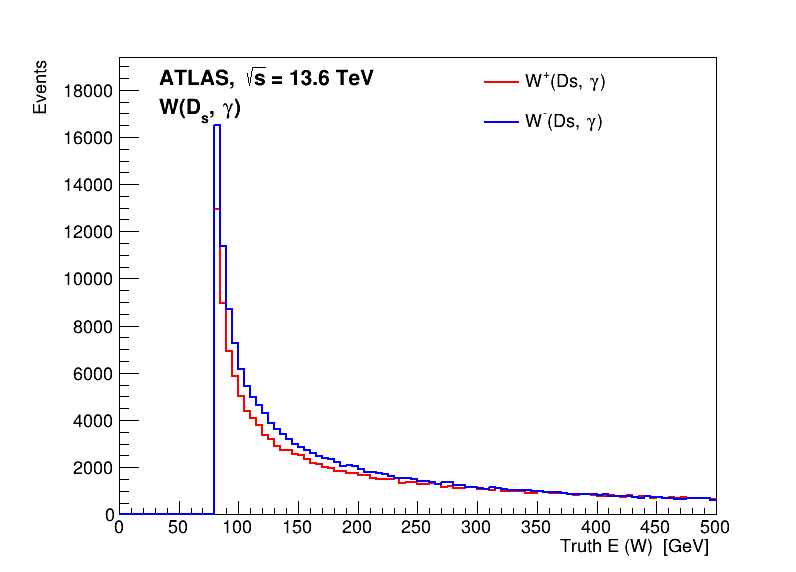 Events
ATLAS, √s = 13.6 TeV
W(Ds, γ)
W+(Ds, γ)
W-(Ds, γ)
18000
16000
14000
12000
10000
8000
6000
4000
2000
0
0 50 100 150 200 250 300 350 400 450 500
Truth E (W) [GeV]